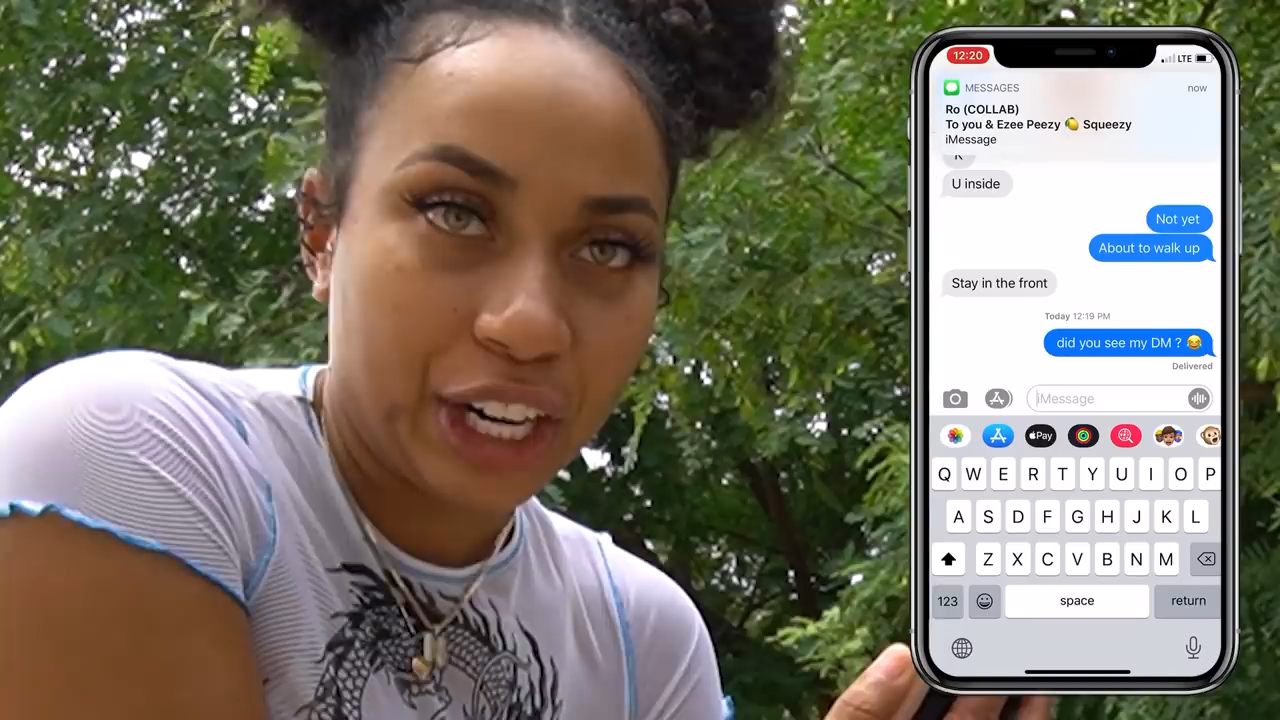 12:20
LTE
MESSAGES
now
Ro (COLLAB)
To you & Ezee Peezy 🍋 Squeezy
iMessage
K
U inside
Not yet
About to walk up
Stay in the front
Today 12:19 PM
did you see my DM ? 😂
Delivered
iMessage
Pay
Q W E R T Y U I O P
A S D F G H J K L
Z X C V B N M
123
space
return